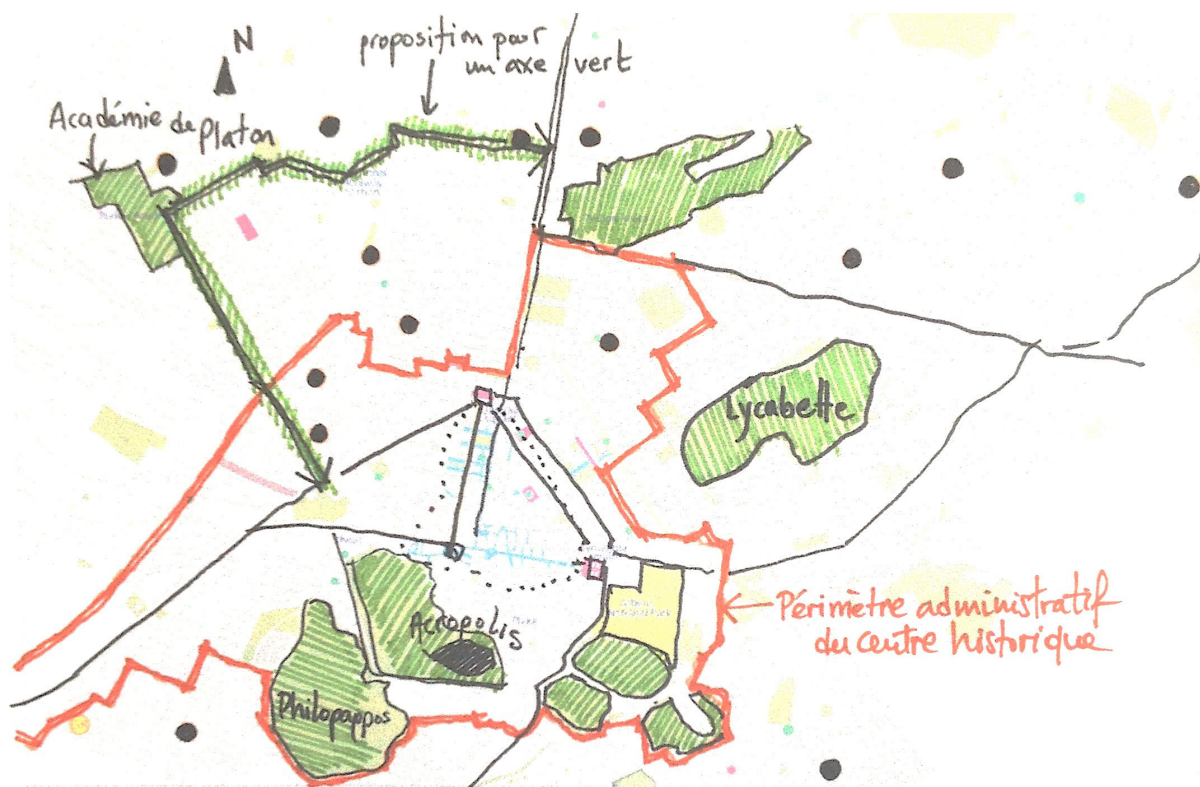 N
proposition pour
un axe vert
Académie de Platon
Lycabette
Acropolis
Philopappos
Périmètre administratif
du centre historique